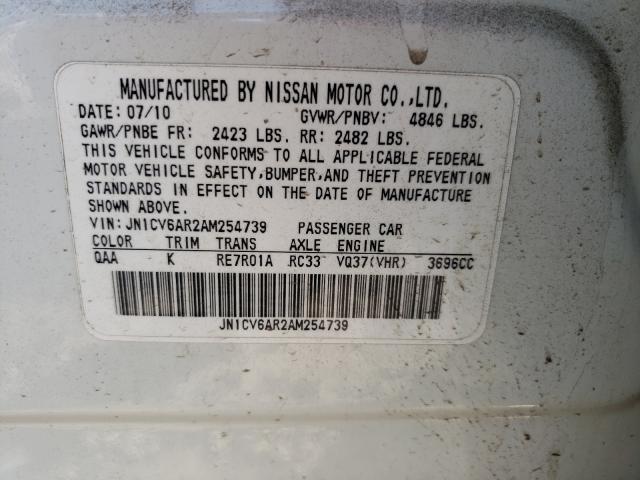 MANUFACTURED BY NISSAN MOTOR CO.,LTD.
DATE: 07/10 GVWR/PNBV: 4846 LBS.
GAWR/PNBE FR: 2423 LBS. RR: 2482 LBS.
THIS VEHICLE CONFORMS TO ALL APPLICABLE FEDERAL
MOTOR VEHICLE SAFETY,BUMPER,AND THEFT PREVENTION
STANDARDS IN EFFECT ON THE DATE OF MANUFACTURE
SHOWN ABOVE.
VIN: JN1CV6AR2AM254739 PASSENGER CAR
COLOR TRIM TRANS AXLE ENGINE
QAA K RE7R01A RC33 VQ37(VHR) 3696CC
JN1CV6AR2AM254739